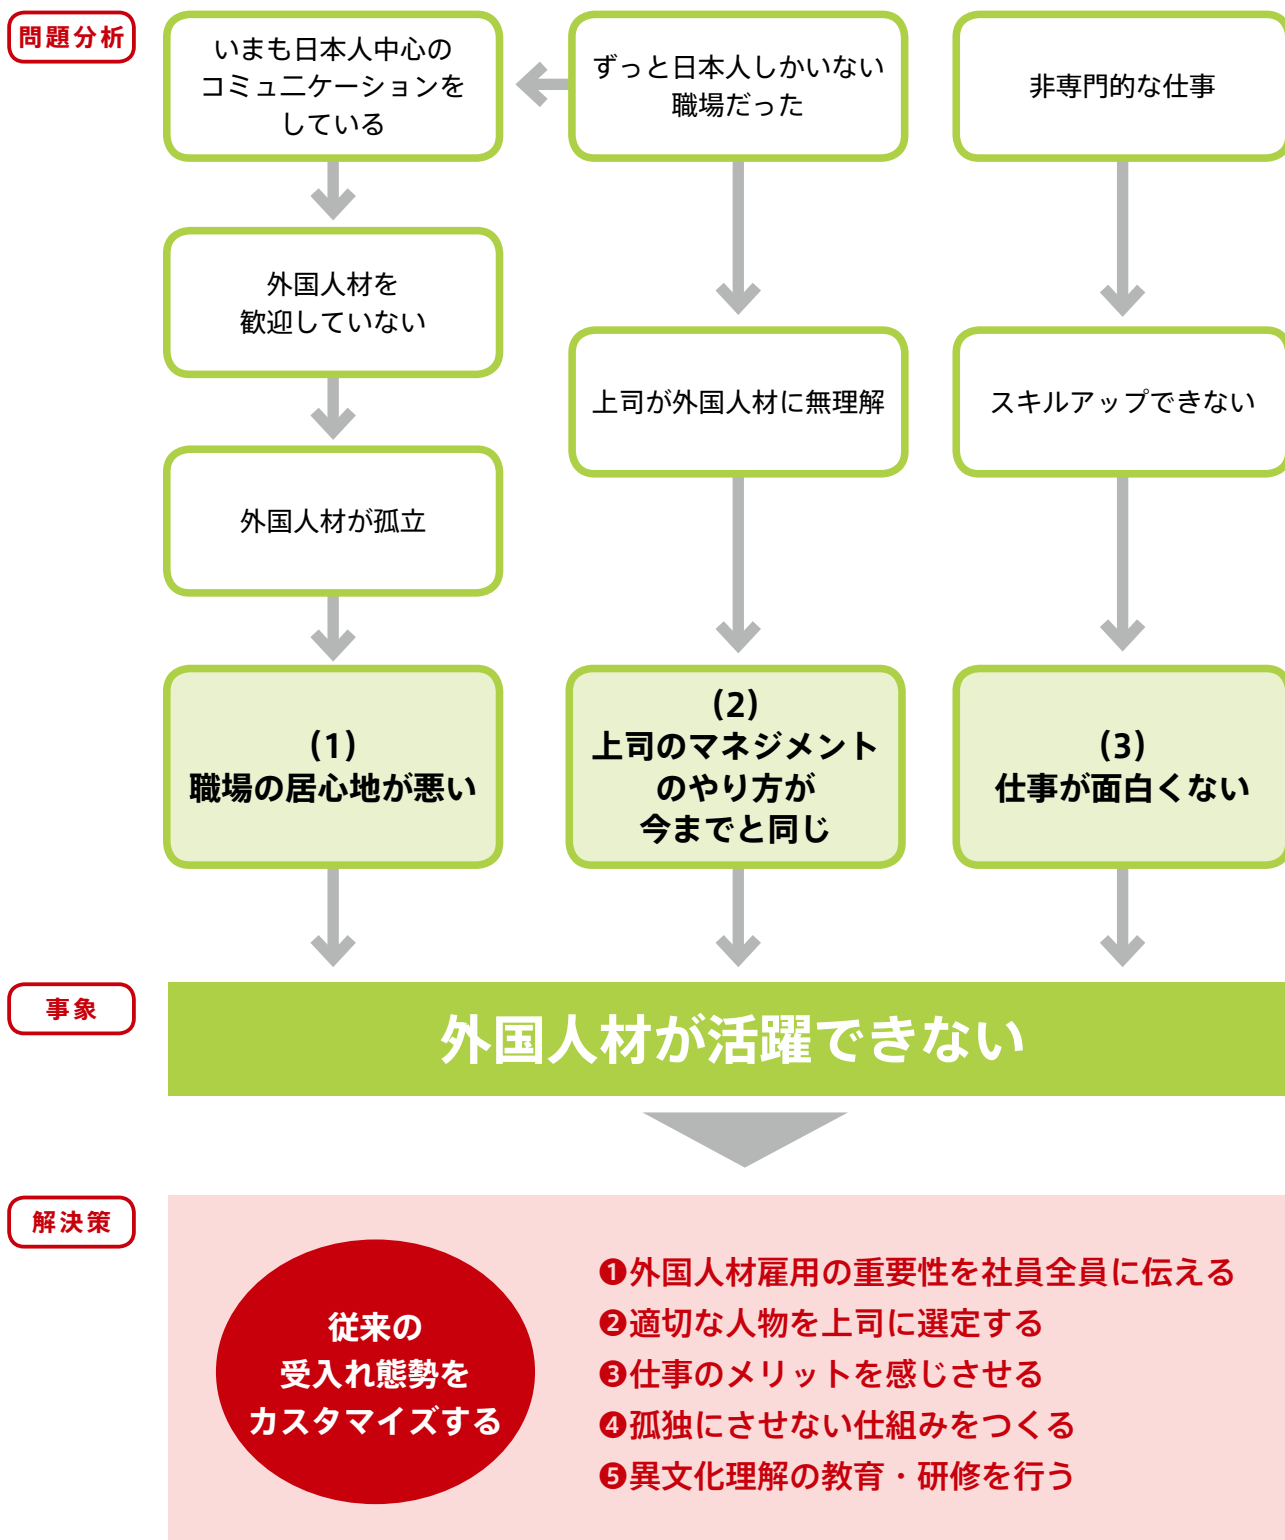 問題分析
いまも日本人中心の
コミュニケーションを
している
ずっと日本人しかいない
職場だった
非専門的な仕事
外国人材を
歓迎していない
上司が外国人材に無理解
スキルアップできない
外国人材が孤立
(1)
職場の居心地が悪い
(2)
上司のマネジメント
のやり方が
今までと同じ
(3)
仕事が面白くない
事象
外国人材が活躍できない
解決策
従来の
受入れ態勢を
カスタマイズする
❶外国人材雇用の重要性を社員全員に伝える
❷適切な人物を上司に選定する
❸仕事のメリットを感じさせる
❹孤独にさせない仕組みをつくる
❺異文化理解の教育・研修を行う